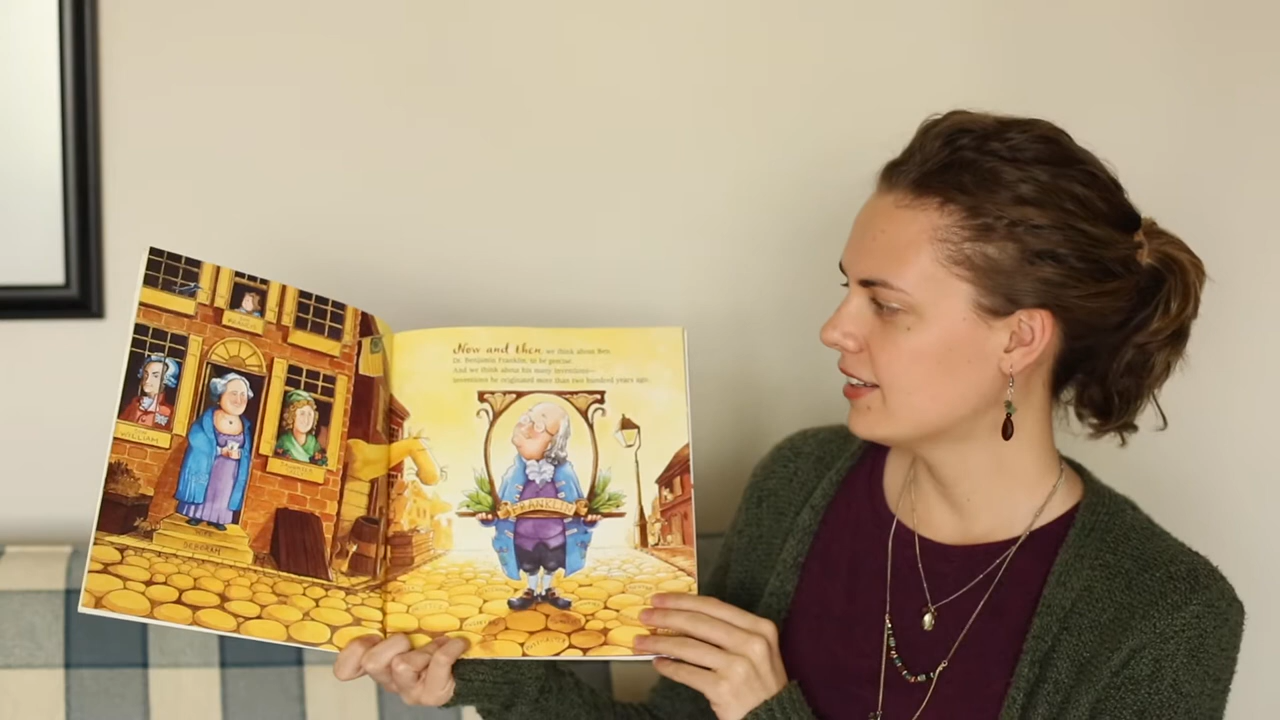 WILLIAM
DEBORAH
Now and then, we think about Ben.
Dr. Benjamin Franklin, to be precise.
And we think about his many inventions—
inventions he originated more than two hundred years ago.
FRANKLIN